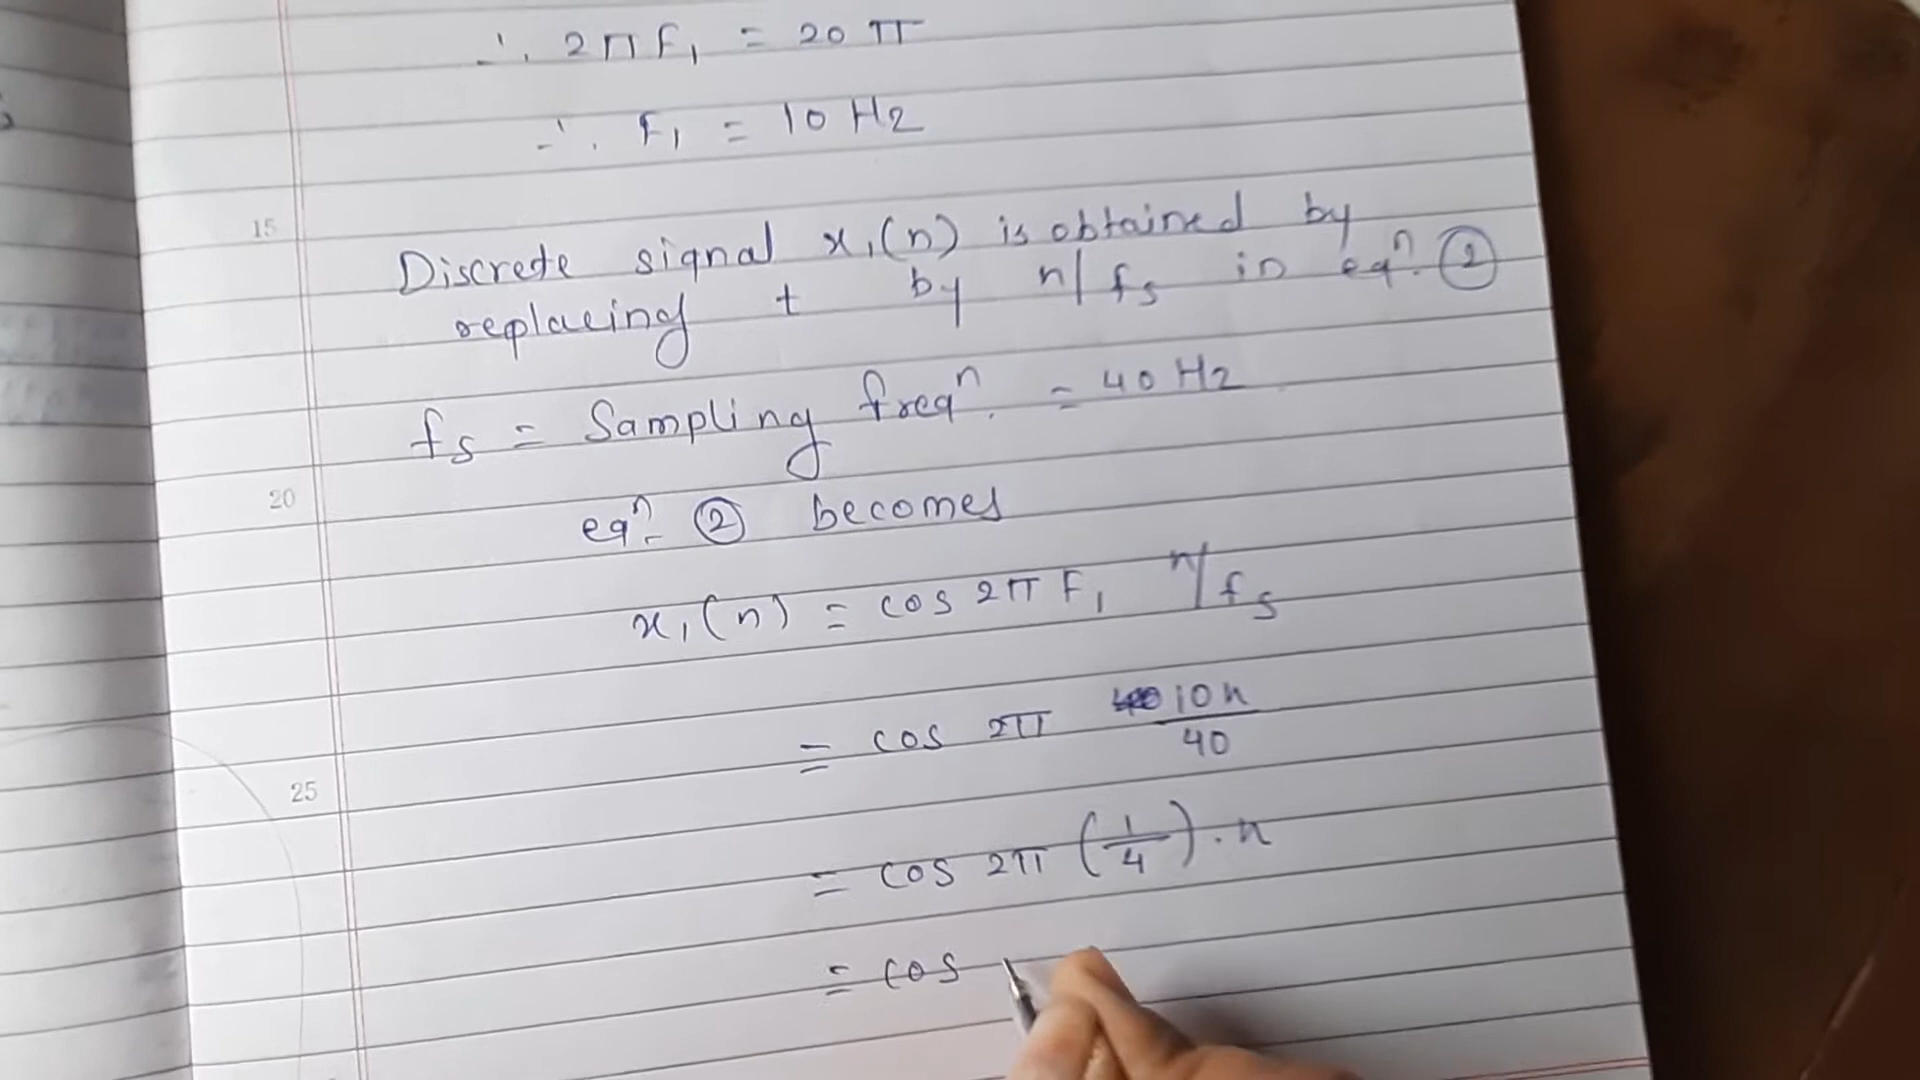 ∴ 2πF₁ = 20π
∴ F₁ = 10 Hz
15
Discrete signal x₁(n) is obtained by
replacing t by n/fs in eqⁿ. ②
fs = Sampling freqⁿ. = 40 Hz
20
eqⁿ. ② becomes
x₁(n) = cos 2π F₁ n/fs
= cos 2π 10n/40
25
= cos 2π (1/4) · n
= cos